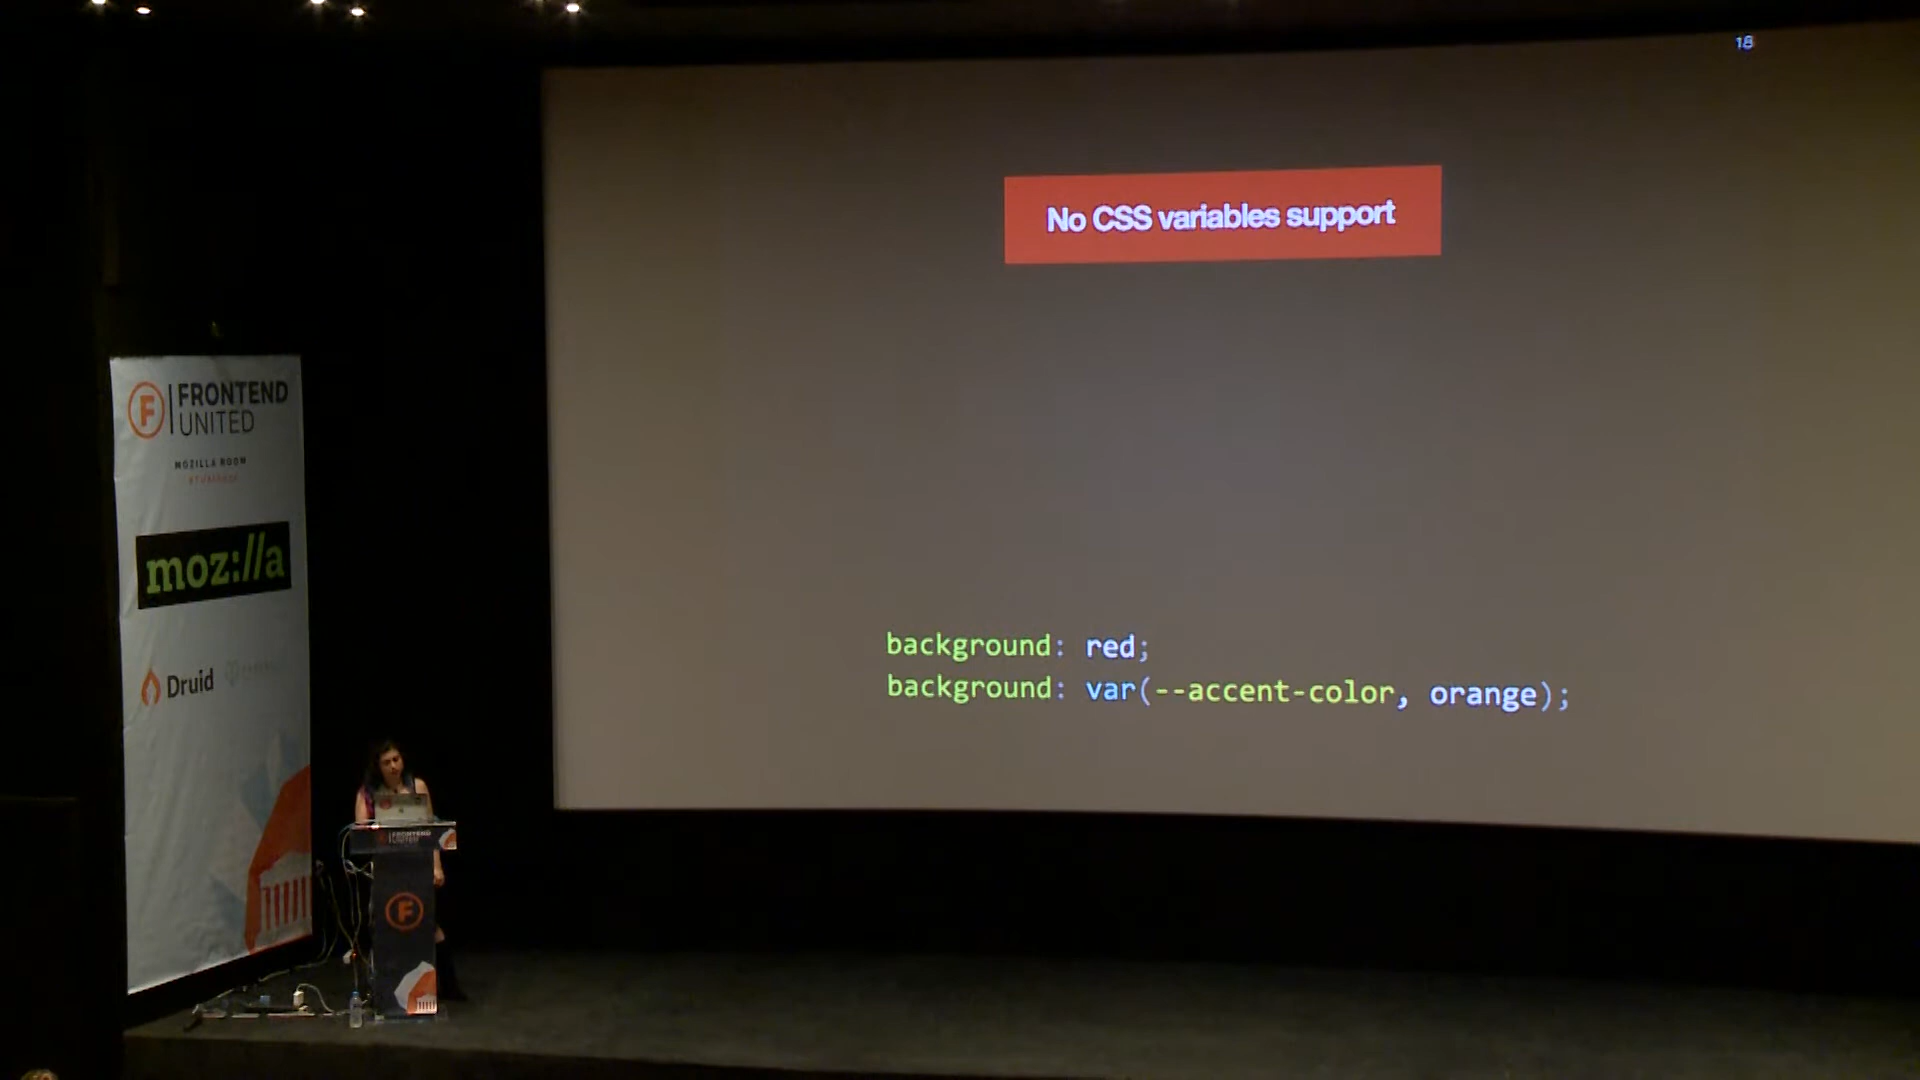 18
No CSS variables support
background: red;
background: var(--accent-color, orange);
F
FRONTEND
UNITED
MOZILLA ROOM
moz://a
Druid
FRONTEND
UNITED
F